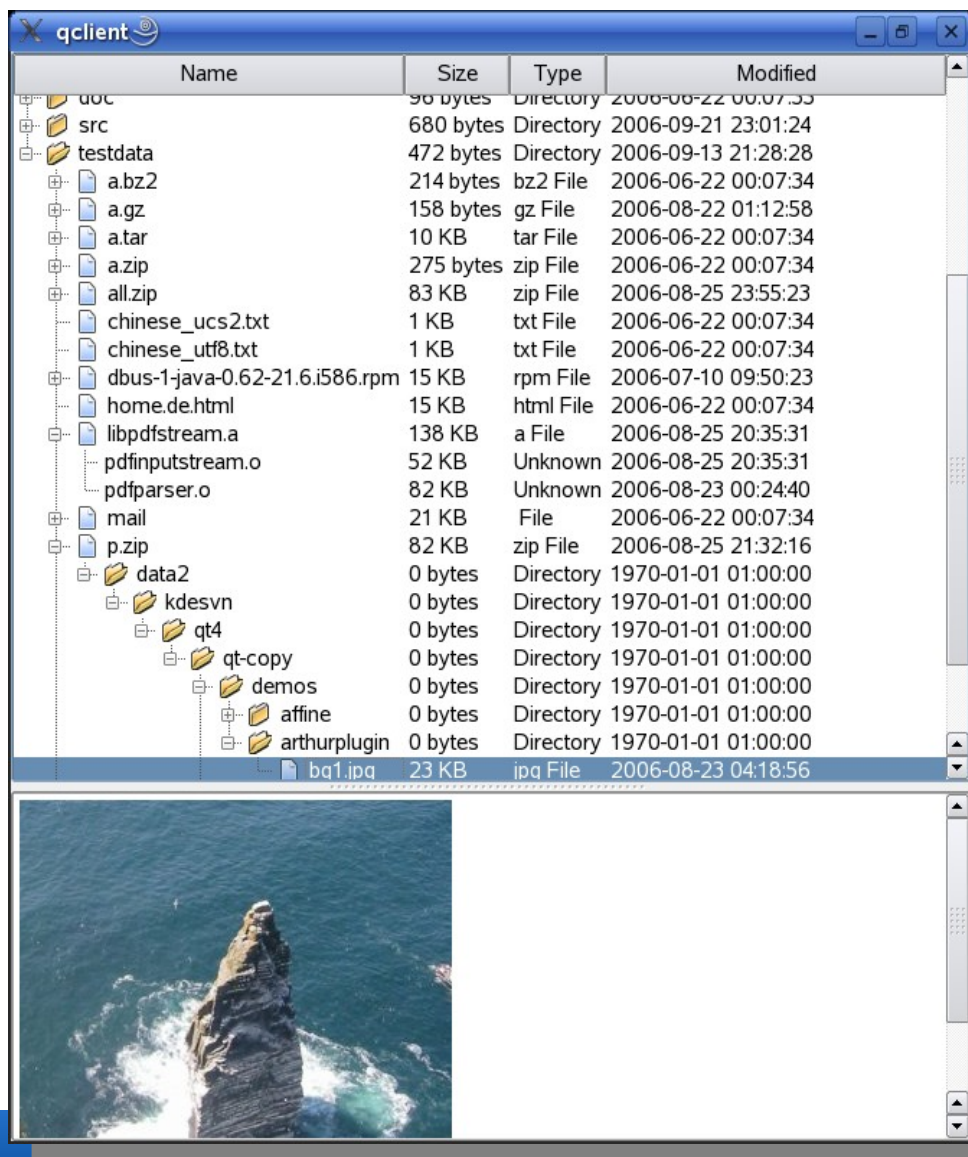 qclient
Name Size Type Modified
doc 96 bytes Directory 2006-06-22 00:07:33
src 680 bytes Directory 2006-09-21 23:01:24
testdata 472 bytes Directory 2006-09-13 21:28:28
a.bz2 214 bytes bz2 File 2006-06-22 00:07:34
a.gz 158 bytes gz File 2006-08-22 01:12:58
a.tar 10 KB tar File 2006-06-22 00:07:34
a.zip 275 bytes zip File 2006-06-22 00:07:34
all.zip 83 KB zip File 2006-08-25 23:55:23
chinese_ucs2.txt 1 KB txt File 2006-06-22 00:07:34
chinese_utf8.txt 1 KB txt File 2006-06-22 00:07:34
dbus-1-java-0.62-21.6.i586.rpm 15 KB rpm File 2006-07-10 09:50:23
home.de.html 15 KB html File 2006-06-22 00:07:34
libpdfstream.a 138 KB a File 2006-08-25 20:35:31
pdfinputstream.o 52 KB Unknown 2006-08-25 20:35:31
pdfparser.o 82 KB Unknown 2006-08-23 00:24:40
mail 21 KB File 2006-06-22 00:07:34
p.zip 82 KB zip File 2006-08-25 21:32:16
data2 0 bytes Directory 1970-01-01 01:00:00
kdesvn 0 bytes Directory 1970-01-01 01:00:00
qt4 0 bytes Directory 1970-01-01 01:00:00
qt-copy 0 bytes Directory 1970-01-01 01:00:00
demos 0 bytes Directory 1970-01-01 01:00:00
affine 0 bytes Directory 1970-01-01 01:00:00
arthurplugin 0 bytes Directory 1970-01-01 01:00:00
bg1.jpg 23 KB jpg File 2006-08-23 04:18:56